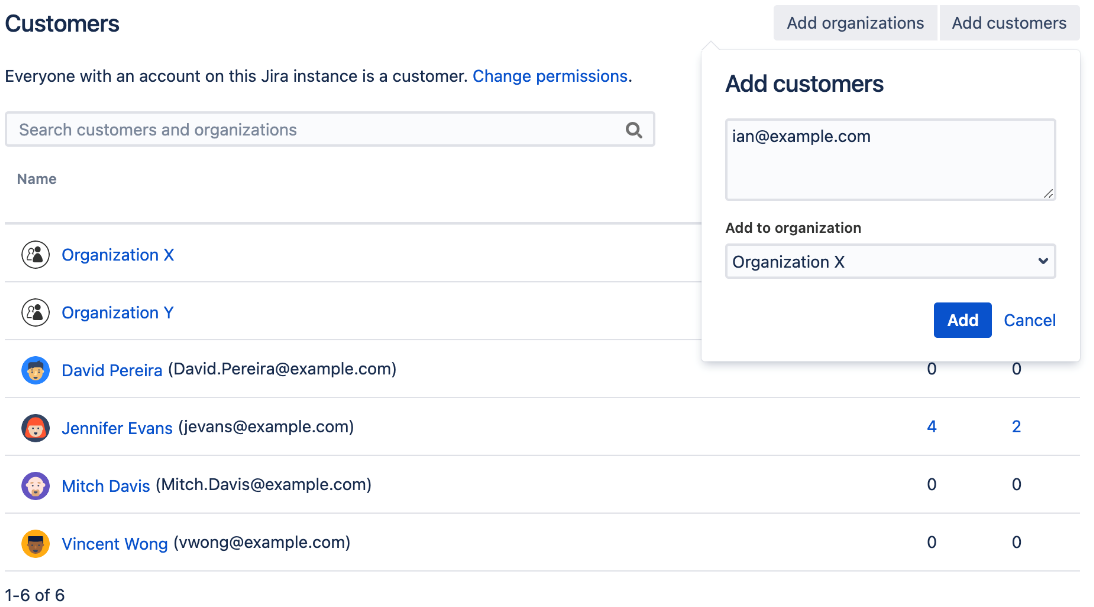 Customers
Add organizations
Add customers
Everyone with an account on this Jira instance is a customer. Change permissions.
Search customers and organizations
Name
Add customers
ian@example.com
Add to organization
Organization X
Add
Cancel
Organization X
Organization Y
David Pereira (David.Pereira@example.com) 0 0
Jennifer Evans (jevans@example.com) 4 2
Mitch Davis (Mitch.Davis@example.com) 0 0
Vincent Wong (vwong@example.com) 0 0
1-6 of 6